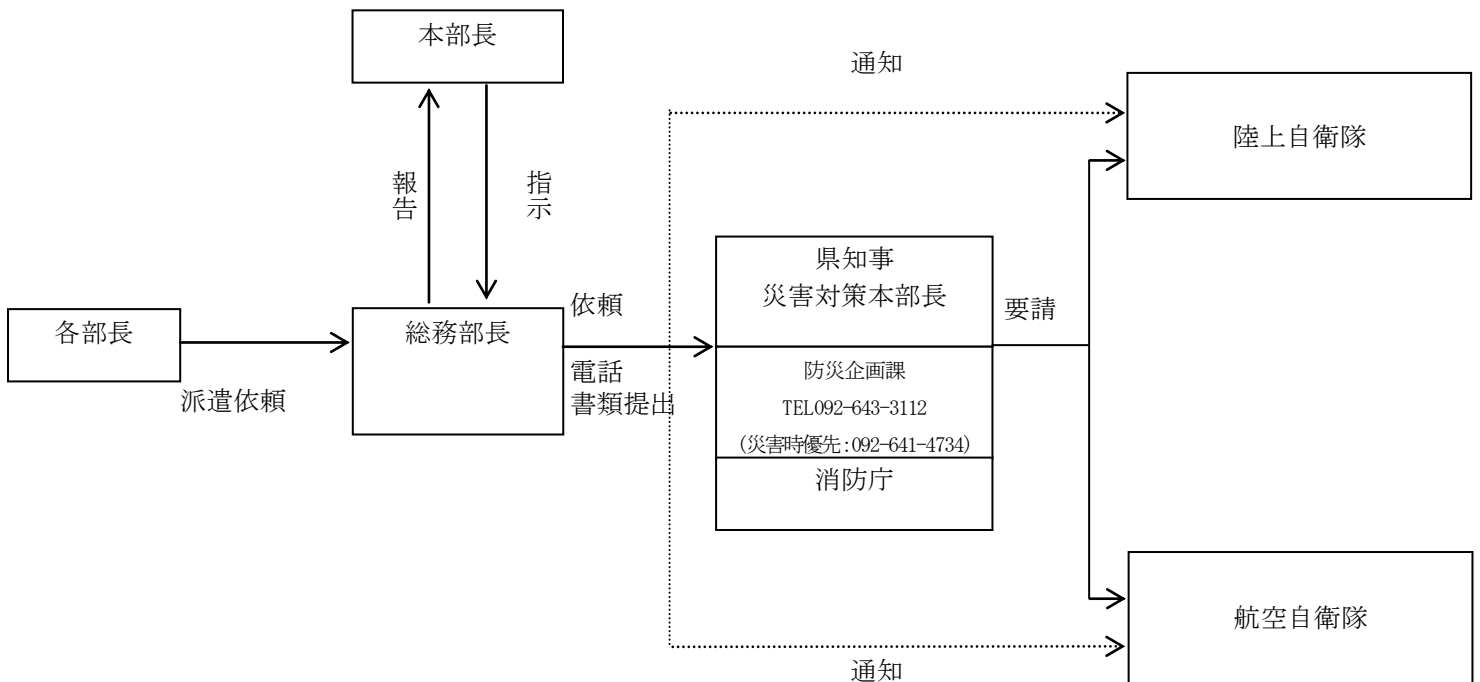 本部長
通知
陸上自衛隊
報告
指示
県知事
災害対策本部長
依頼
要請
各部長
総務部長
電話
書類提出
派遣依頼
防災企画課
TEL092-643-3112
(災害時優先:092-641-4734)
消防庁
航空自衛隊
通知